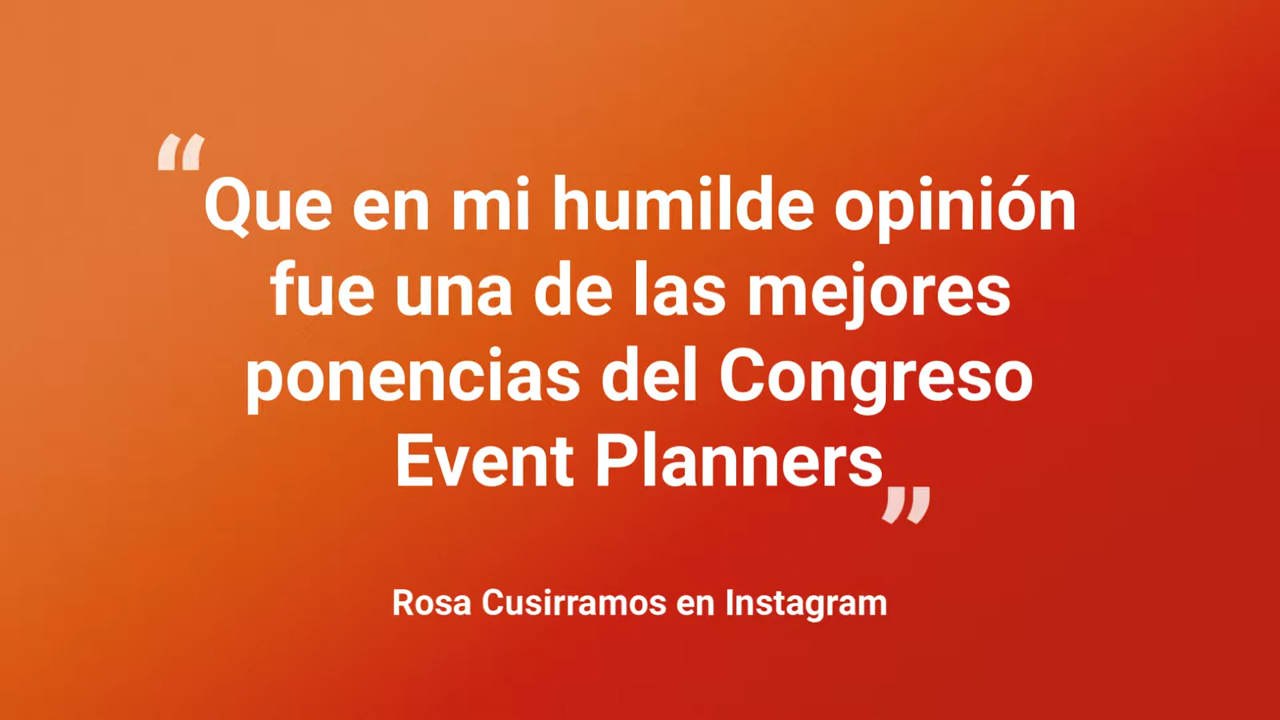 “Que en mi humilde opinión
fue una de las mejores
ponencias del Congreso
Event Planners”
Rosa Cusirramos en Instagram